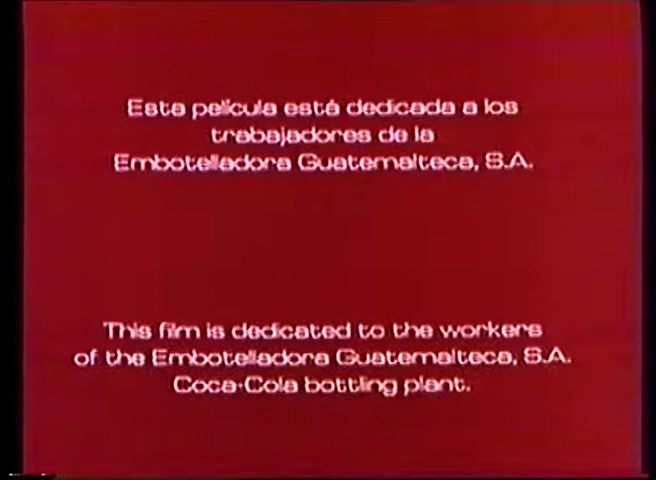 Esta película está dedicada a los
trabajadores de la
Embotelladora Guatemalteca, S.A.
This film is dedicated to the workers
of the Embotelladora Guatemalteca, S.A.
Coca-Cola bottling plant.